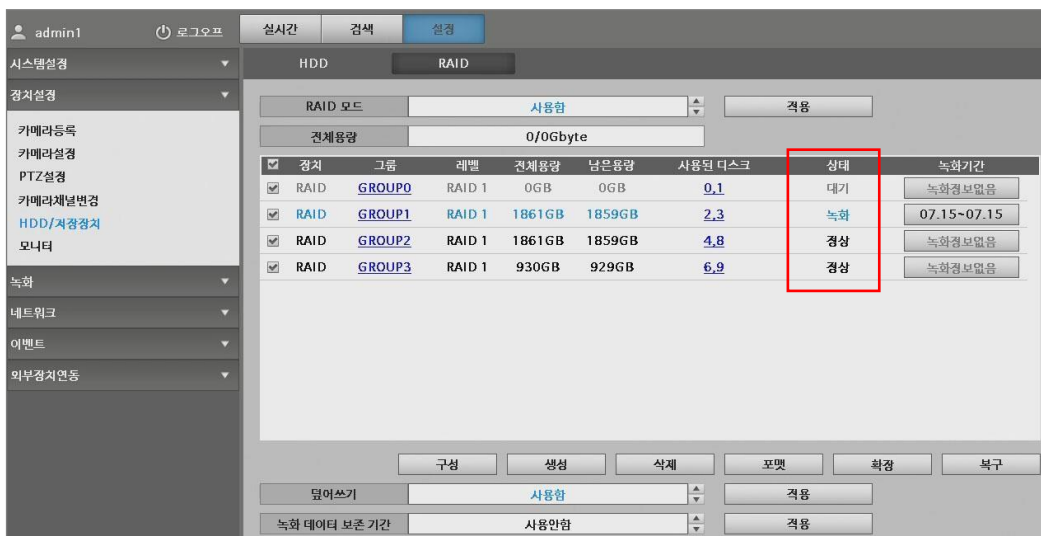 admin1 로그오프 실시간 검색 설정
시스템설정 HDD RAID
장치설정
RAID 모드 사용함 적용
전체용량 0/0Gbyte
카메라등록
카메라설정
PTZ설정
카메라채널변경
HDD/저장장치
모니터
장치 그룹 레벨 전체용량 남은용량 사용된 디스크 상태 녹화기간
RAID GROUP0 RAID 1 0GB 0GB 0,1 대기 녹화정보없음
RAID GROUP1 RAID 1 1861GB 1859GB 2,3 녹화 07.15~07.15
RAID GROUP2 RAID 1 1861GB 1859GB 4,8 정상 녹화정보없음
RAID GROUP3 RAID 1 930GB 929GB 6,9 정상 녹화정보없음
녹화
네트워크
이벤트
외부장치연동
구성 생성 삭제 포맷 확장 복구
덮어쓰기 사용함 적용
녹화 데이터 보존 기간 사용안함 적용